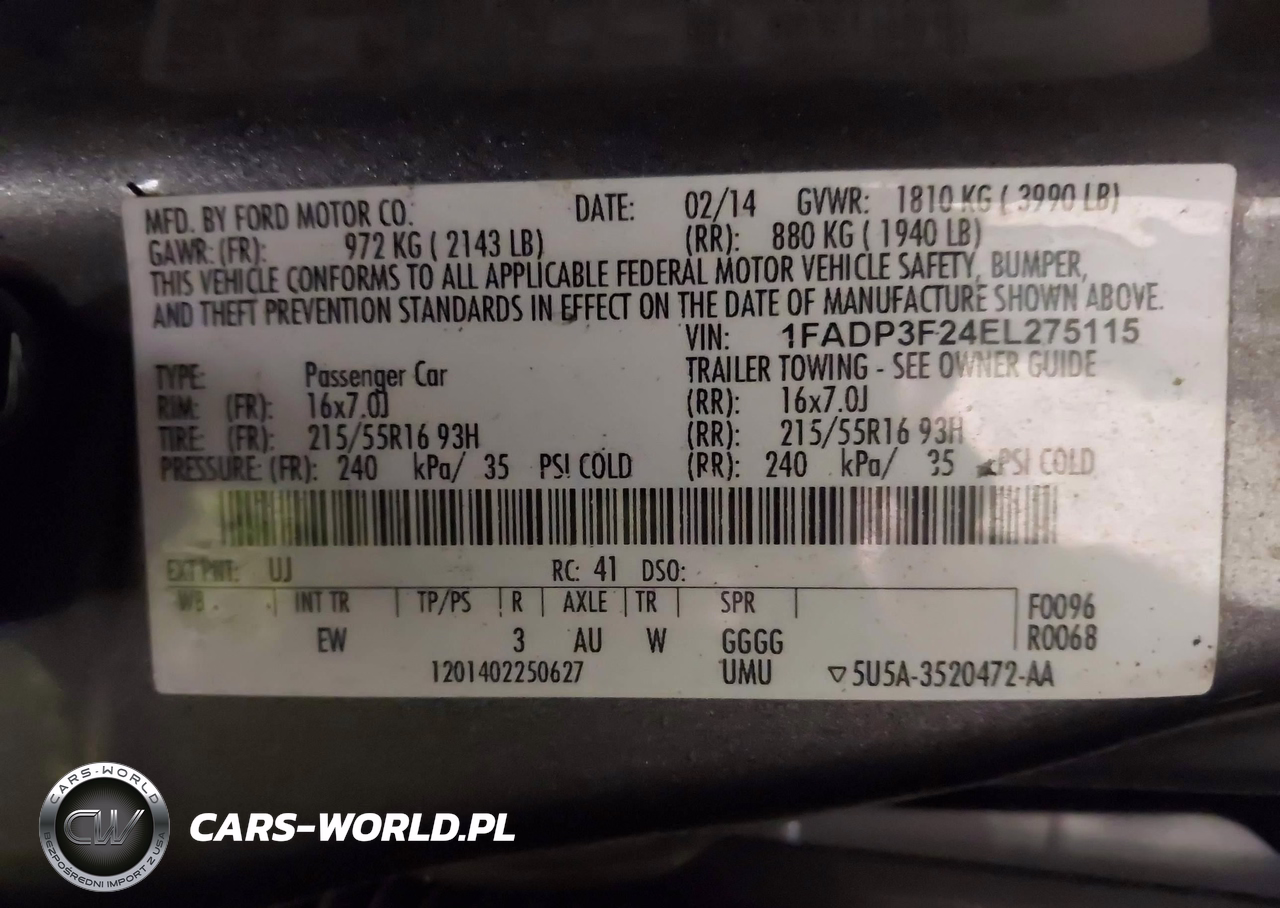 MFD. BY FORD MOTOR CO. DATE: 02/14 GVWR: 1810 KG ( 3990 LB)
GAWR: (FR): 972 KG ( 2143 LB) (RR): 880 KG ( 1940 LB)
THIS VEHICLE CONFORMS TO ALL APPLICABLE FEDERAL MOTOR VEHICLE SAFETY, BUMPER,
AND THEFT PREVENTION STANDARDS IN EFFECT ON THE DATE OF MANUFACTURE SHOWN ABOVE.
VIN: 1FADP3F24EL275115
TYPE: Passenger Car TRAILER TOWING - SEE OWNER GUIDE
RIM: (FR): 16x7.0J (RR): 16x7.0J
TIRE: (FR): 215/55R16 93H (RR): 215/55R16 93H
PRESSURE: (FR): 240 kPa/ 35 PSI COLD (RR): 240 kPa/ 35 PSI COLD
EXT PNT: UJ RC: 41 DSO:
WB INT TR TP/PS R AXLE TR SPR F0096
EW 3 AU W GGGG R0068
1201402250627 UMU ▽5U5A-3520472-AA
CARS-WORLD
CW
BEZPOŚREDNI IMPORT Z USA
CARS-WORLD.PL